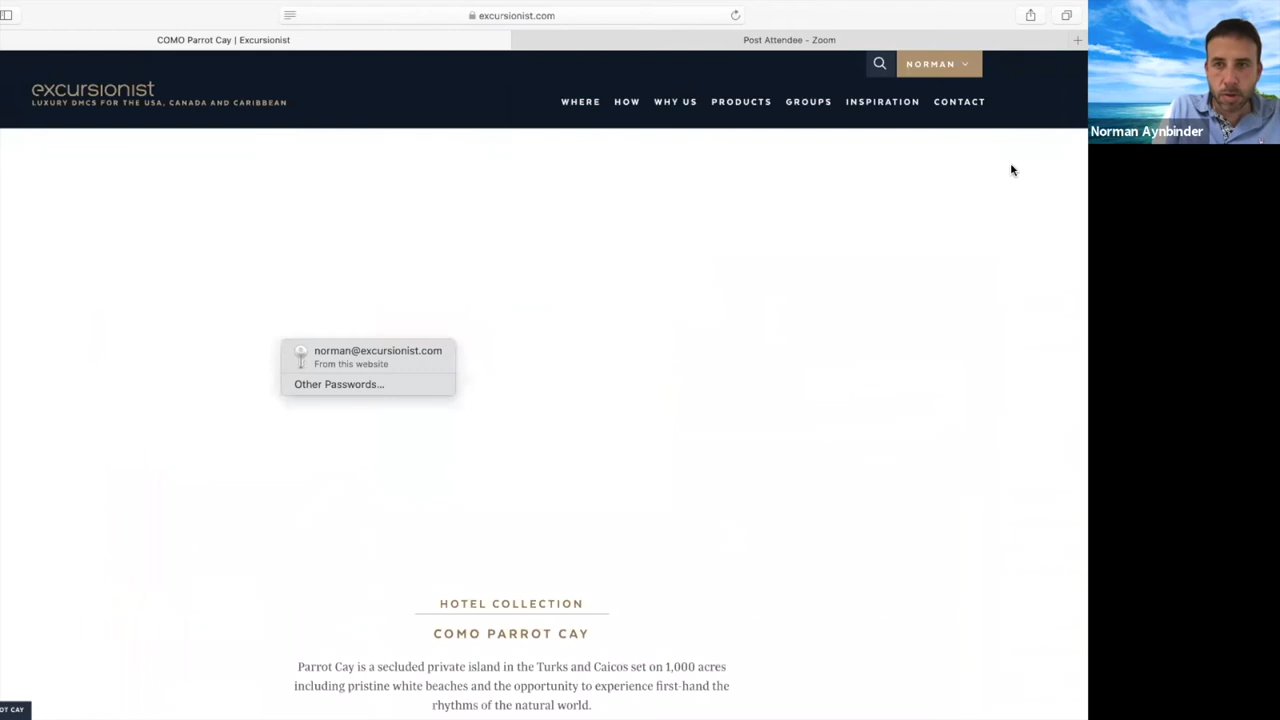 excursionist.com
COMO Parrot Cay | Excursionist
Post Attendee - Zoom
NORMAN
excursionist
LUXURY DMCS FOR THE USA, CANADA AND CARIBBEAN
WHERE HOW WHY US PRODUCTS GROUPS INSPIRATION CONTACT
Norman Aynbinder
norman@excursionist.com
From this website
Other Passwords...
HOTEL COLLECTION
COMO PARROT CAY
Parrot Cay is a secluded private island in the Turks and Caicos set on 1,000 acres
including pristine white beaches and the opportunity to experience first-hand the
rhythms of the natural world.
OT CAY